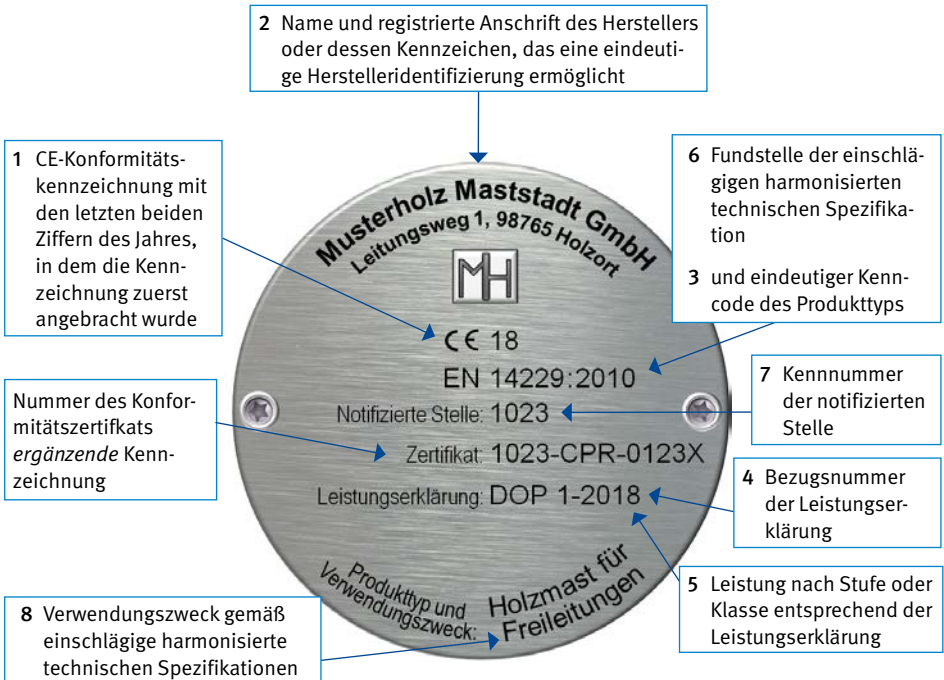 2 Name und registrierte Anschrift des Herstellers
oder dessen Kennzeichen, das eine eindeuti-
ge Herstelleridentifizierung ermöglicht
1 CE-Konformitäts-
kennzeichnung mit
den letzten beiden
Ziffern des Jahres,
in dem die Kenn-
zeichnung zuerst
angebracht wurde
6 Fundstelle der einschlä-
gigen harmonisierten
technischen Spezifika-
tion
3 und eindeutiger Kenn-
code des Produkttyps
Musterholz Maststadt GmbH
Leitungsweg 1, 98765 Holzort
MH
CE 18
EN 14229:2010
Notifizierte Stelle: 1023
Zertifikat: 1023-CPR-0123X
Leistungserklärung: DOP 1-2018
Produkttyp und
Verwendungszweck:
Holzmast für
Freileitungen
Nummer des Konfor-
mitätszertifkats
ergänzende Kenn-
zeichnung
7 Kennnummer
der notifizierten
Stelle
4 Bezugsnummer
der Leistungser-
klärung
5 Leistung nach Stufe oder
Klasse entsprechend der
Leistungserklärung
8 Verwendungszweck gemäß
einschlägige harmonisierte
technischen Spezifikationen